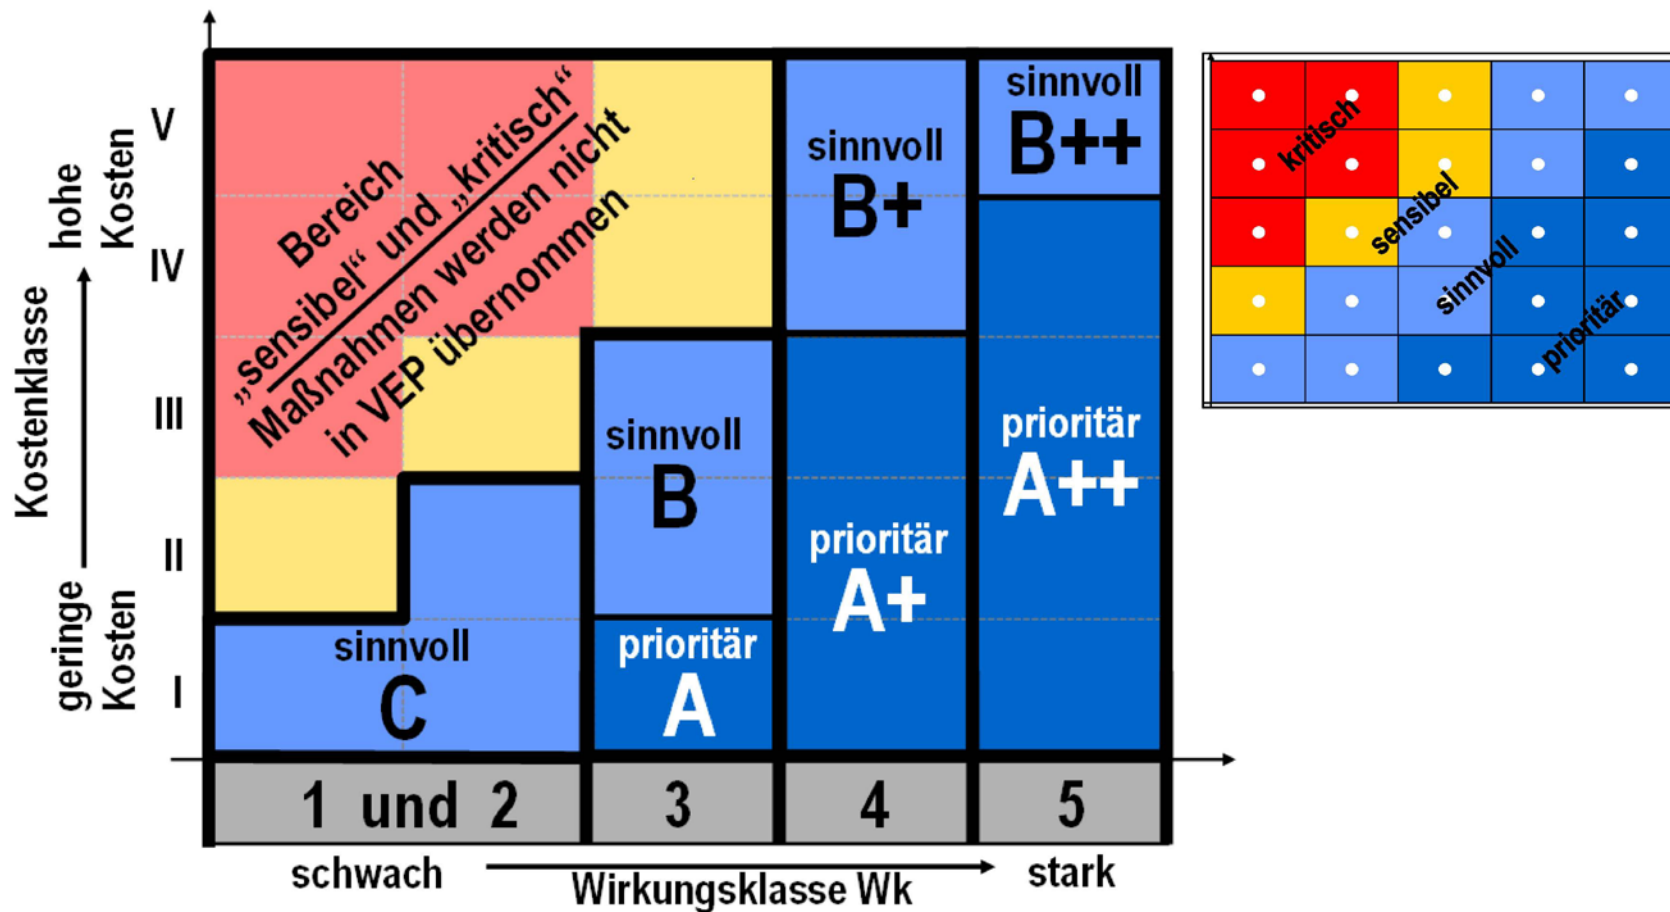 hohe
Kosten
Kostenklasse
geringe
Kosten
V
IV
III
II
I
Bereich
„sensibel“ und „kritisch“
Maßnahmen werden nicht
in VEP übernommen
sinnvoll
B+
sinnvoll
B++
sinnvoll
B
prioritär
A++
prioritär
A+
sinnvoll
C
prioritär
A
1 und 2
3
4
5
schwach
Wirkungsklasse Wk
stark
kritisch
sensibel
sinnvoll
prioritär